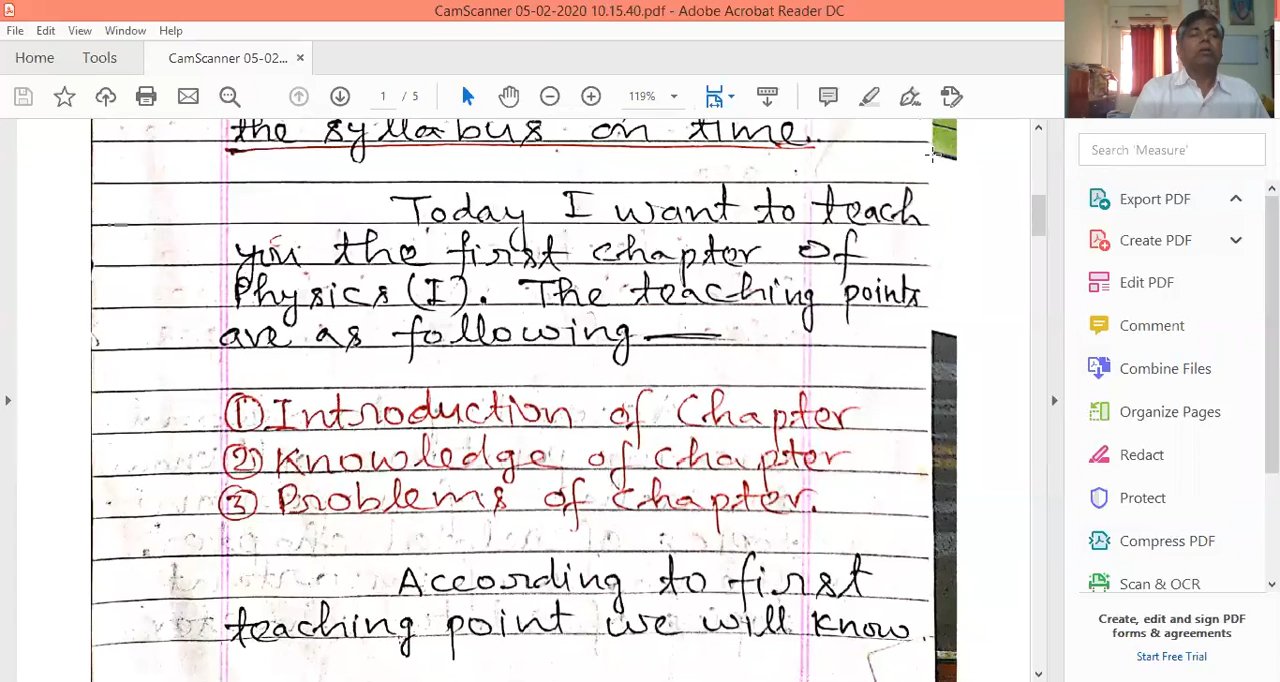 CamScanner 05-02-2020 10.15.40.pdf - Adobe Acrobat Reader DC
File Edit View Window Help
Home Tools CamScanner 05-02... ×
1 / 5 119%
the syllabus on time.
Today I want to teach
you the first chapter of
Physics (I). The teaching points
are as following —
① Introduction of Chapter
② Knowledge of chapter
③ Problems of chapter.
According to first
teaching point we will know.
Search 'Measure'
Export PDF
Create PDF
Edit PDF
Comment
Combine Files
Organize Pages
Redact
Protect
Compress PDF
Scan & OCR
Create, edit and sign PDF
forms & agreements
Start Free Trial